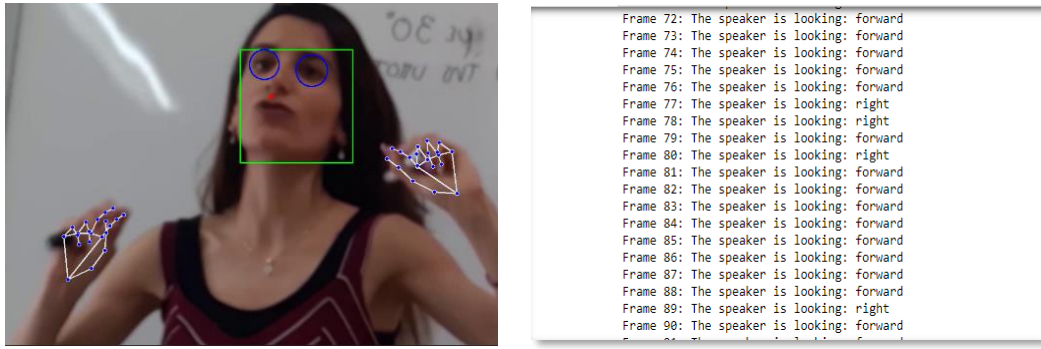 Frame 72: The speaker is looking: forward
Frame 73: The speaker is looking: forward
Frame 74: The speaker is looking: forward
Frame 75: The speaker is looking: forward
Frame 76: The speaker is looking: forward
Frame 77: The speaker is looking: right
Frame 78: The speaker is looking: right
Frame 79: The speaker is looking: forward
Frame 80: The speaker is looking: right
Frame 81: The speaker is looking: forward
Frame 82: The speaker is looking: forward
Frame 83: The speaker is looking: forward
Frame 84: The speaker is looking: forward
Frame 85: The speaker is looking: forward
Frame 86: The speaker is looking: forward
Frame 87: The speaker is looking: forward
Frame 88: The speaker is looking: forward
Frame 89: The speaker is looking: right
Frame 90: The speaker is looking: forward